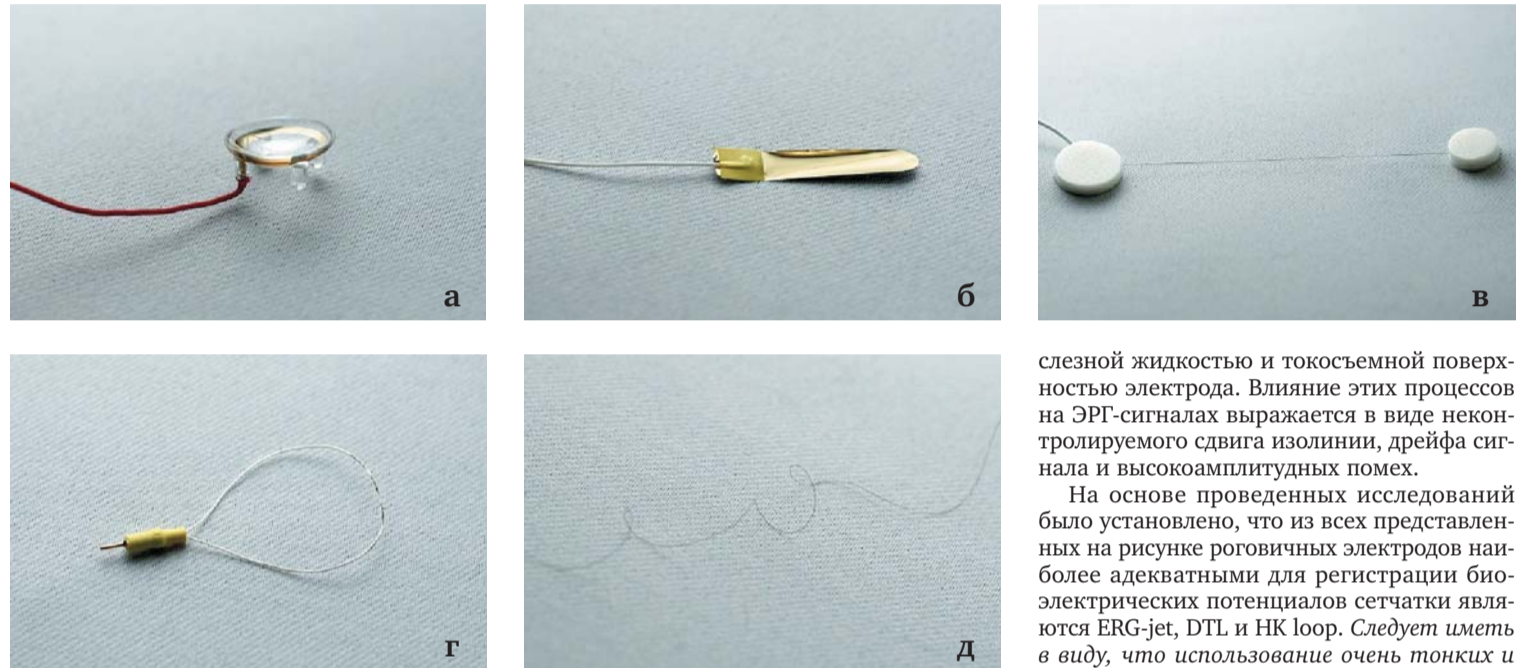 а
б
в
г
д
слезной жидкостью и токосъемной поверх-
ностью электрода. Влияние этих процессов
на ЭРГ-сигналах выражается в виде некон-
тролируемого сдвига изолинии, дрейфа сиг-
нала и высокоамплитудных помех.
На основе проведенных исследований
было установлено, что из всех представлен-
ных на рисунке роговичных электродов наи-
более адекватными для регистрации био-
электрических потенциалов сетчатки явля-
ются ERG-jet, DTL и HK loop. Следует иметь
в виду, что использование очень тонких и